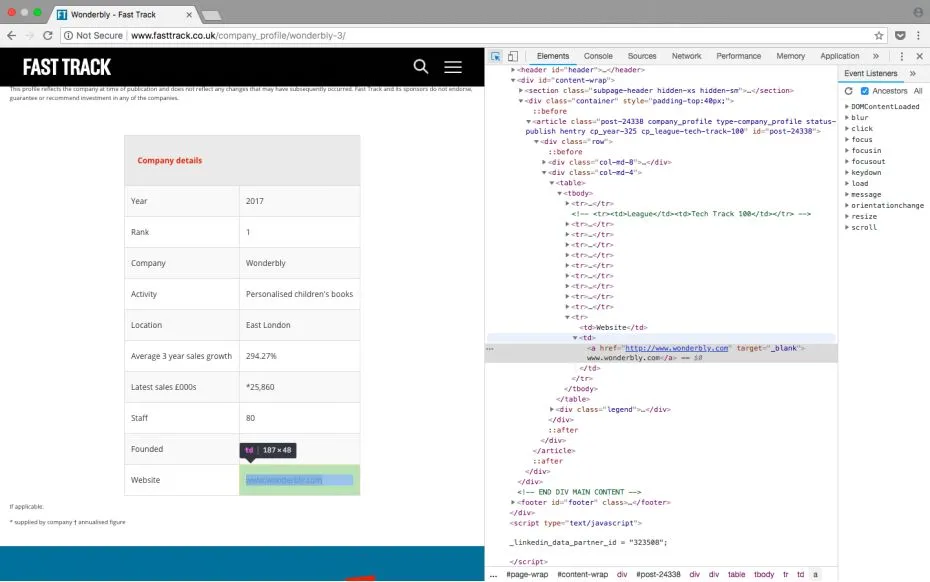 Wonderbly - Fast Track
Not Secure | www.fasttrack.co.uk/company_profile/wonderbly-3/
FAST TRACK
This profile reflects the company at time of publication and does not reflect any changes that may have subsequently occurred. Fast Track and its sponsors do not endorse,
guarantee or recommend investment in any of the companies.
Company details
Year 2017
Rank 1
Company Wonderbly
Activity Personalised children's books
Location East London
Average 3 year sales growth 294.27%
Latest sales £000s *25,860
Staff 80
Founded
td | 187 × 48
Website www.wonderbly.com
If applicable:
* supplied by company † annualised figure
Elements Console Sources Network Performance Memory Application »
<header id="header">…</header>
<div id="content-wrap">
<section class="subpage-header hidden-xs hidden-sm">…</section>
<div class="container" style="padding-top:40px;">
::before
<article class="post-24338 company_profile type-company_profile status-
publish hentry cp_year-325 cp_league-tech-track-100" id="post-24338">
<div class="row">
::before
<div class="col-md-8">…</div>
<div class="col-md-4">
<table>
<tbody>
<tr>…</tr>
<!-- <tr><td>League</td><td>Tech Track 100</td></tr> -->
<tr>…</tr>
<tr>…</tr>
<tr>…</tr>
<tr>…</tr>
<tr>…</tr>
<tr>…</tr>
<tr>…</tr>
<tr>…</tr>
<tr>…</tr>
<tr>
<td>Website</td>
<td>
<a href="http://www.wonderbly.com" target="_blank">
www.wonderbly.com</a> == $0
</td>
</tr>
</tbody>
</table>
<div class="legend">…</div>
</div>
::after
</div>
</article>
::after
</div>
</div>
<!-- END DIV MAIN CONTENT -->
<footer id="footer" class>…</footer>
</div>
<script type="text/javascript">
_linkedin_data_partner_id = "323508";
</script>
... #page-wrap #content-wrap div #post-24338 div div table tbody tr td a
Event Listeners »
Ancestors All
DOMContentLoaded
blur
click
focus
focusin
focusout
keydown
load
message
orientationchange
resize
scroll